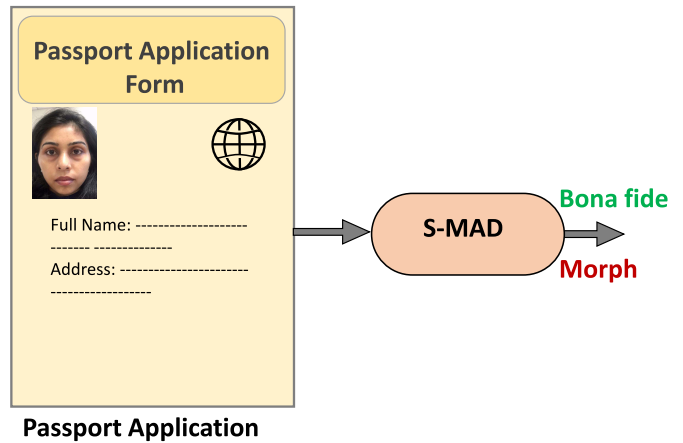 Passport Application
Form
Full Name: --------------------
------- --------------
Address: -----------------------
------------------
S-MAD
Bona fide
Morph
Passport Application